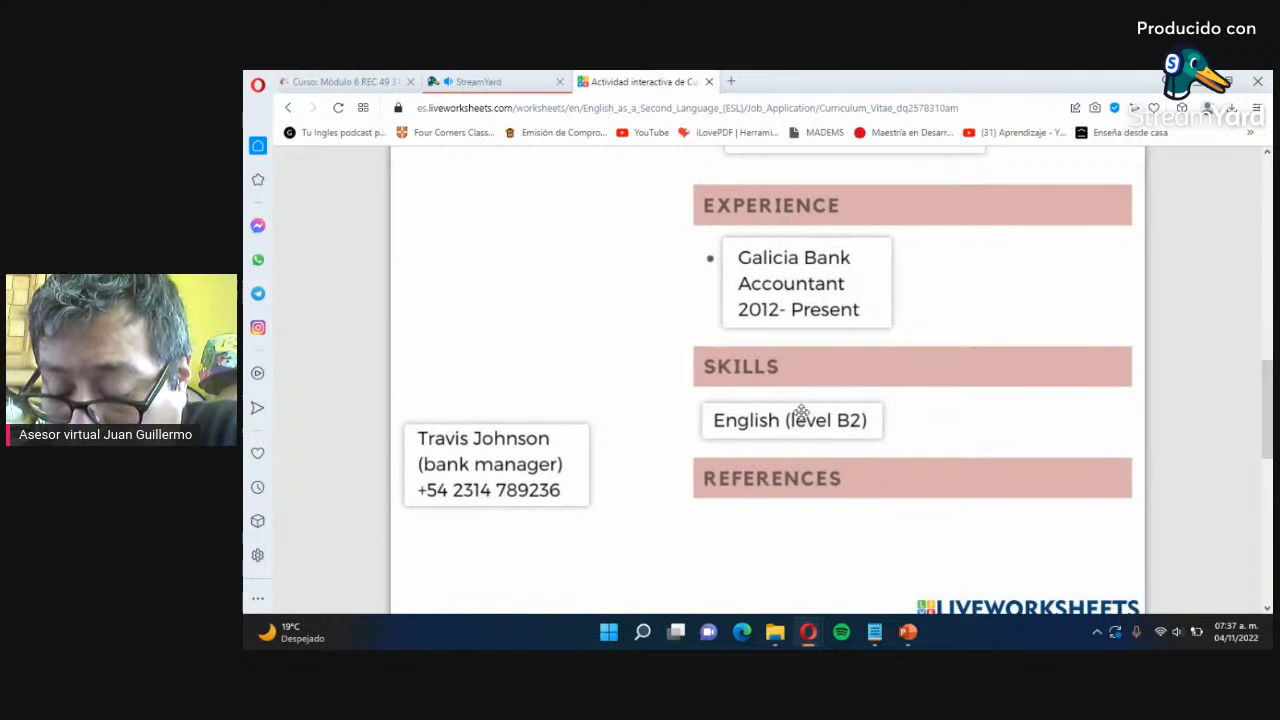 Producido con
StreamYard
Curso: Módulo 6 REC 49 3
StreamYard
Actividad interactiva de Cu
es.liveworksheets.com/worksheets/en/English_as_a_Second_Language_(ESL)/Job_Application/Curriculum_Vitae_dq2578310am
Tu Ingles podcast p...
Four Corners Class...
Emisión de Compro...
YouTube
iLovePDF | Herrami...
MADEMS
Maestría en Desarr...
(31) Aprendizaje - Y...
Enseña desde casa
EXPERIENCE
Galicia Bank
Accountant
2012- Present
SKILLS
English (level B2)
Travis Johnson
(bank manager)
+54 2314 789236
REFERENCES
LIVEWORKSHEETS
Asesor virtual Juan Guillermo
19°C
Despejado
07:37 a. m.
04/11/2022